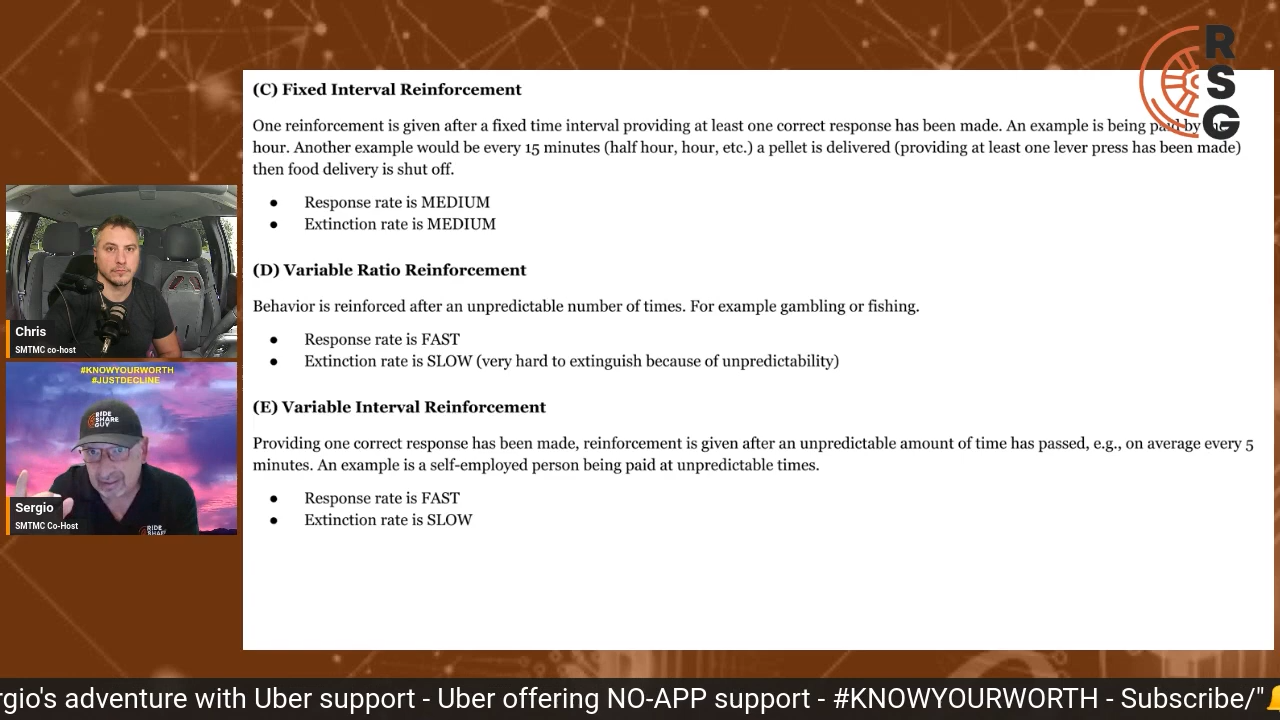 R
S
G
(C) Fixed Interval Reinforcement
One reinforcement is given after a fixed time interval providing at least one correct response has been made. An example is being paid by
hour. Another example would be every 15 minutes (half hour, hour, etc.) a pellet is delivered (providing at least one lever press has been made)
then food delivery is shut off.
● Response rate is MEDIUM
● Extinction rate is MEDIUM
(D) Variable Ratio Reinforcement
Behavior is reinforced after an unpredictable number of times. For example gambling or fishing.
● Response rate is FAST
● Extinction rate is SLOW (very hard to extinguish because of unpredictability)
(E) Variable Interval Reinforcement
Providing one correct response has been made, reinforcement is given after an unpredictable amount of time has passed, e.g., on average every 5
minutes. An example is a self-employed person being paid at unpredictable times.
● Response rate is FAST
● Extinction rate is SLOW
Chris
SMTMC co-host
#KNOWYOURWORTH
#JUSTDECLINE
RIDE
SHARE
GUY
Sergio
SMTMC Co-Host
RIDE
SHARE
rgio's adventure with Uber support - Uber offering NO-APP support - #KNOWYOURWORTH - Subscribe/"